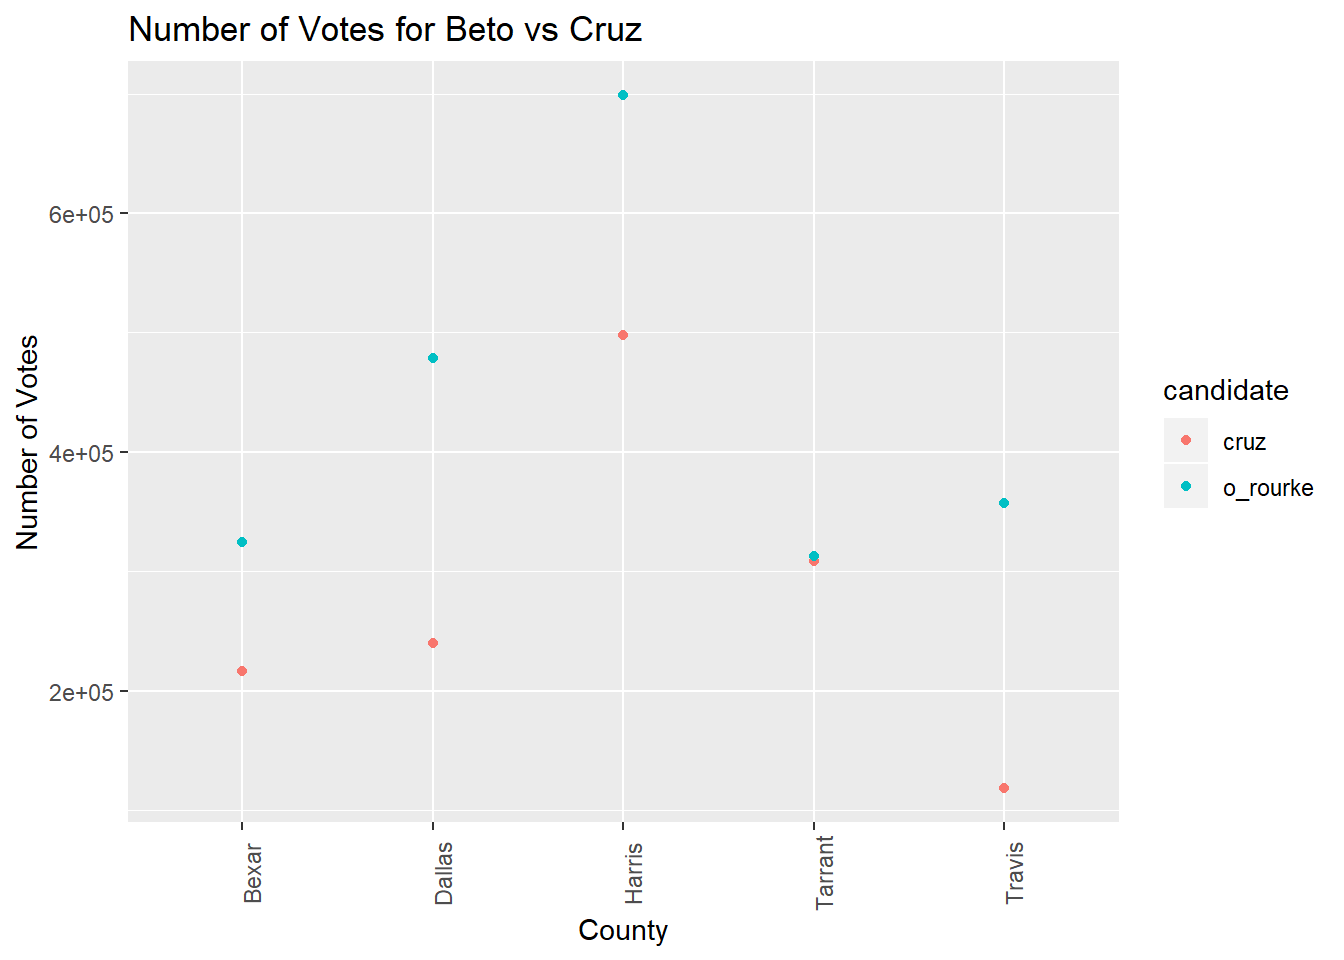 Number of Votes for Beto vs Cruz
Number of Votes
6e+05
4e+05
2e+05
Bexar
Dallas
Harris
Tarrant
Travis
County
candidate
cruz
o_rourke